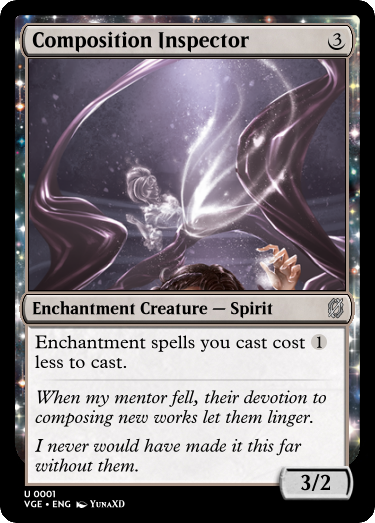 Composition Inspector 3
Enchantment Creature — Spirit
Enchantment spells you cast cost 1
less to cast.
When my mentor fell, their devotion to
composing new works let them linger.
I never would have made it this far
without them.
3/2
U 0001
VGE • ENG YunaXD